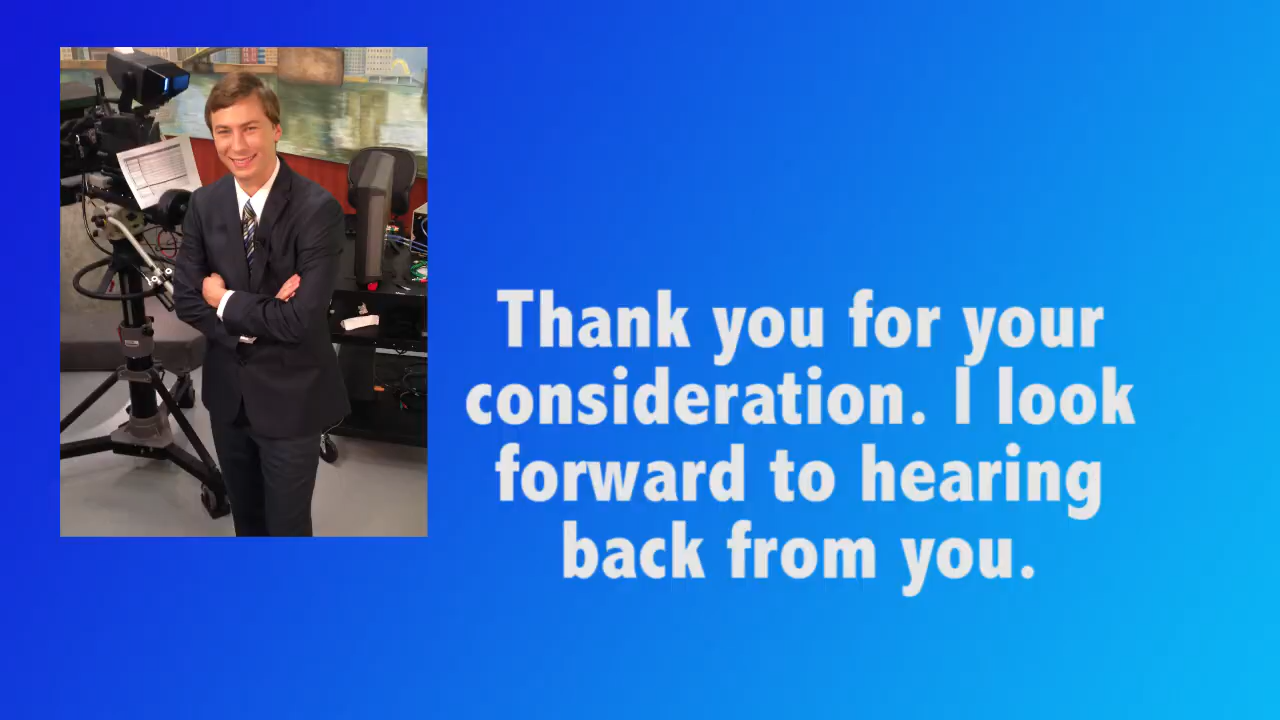 Thank you for your
consideration. I look
forward to hearing
back from you.